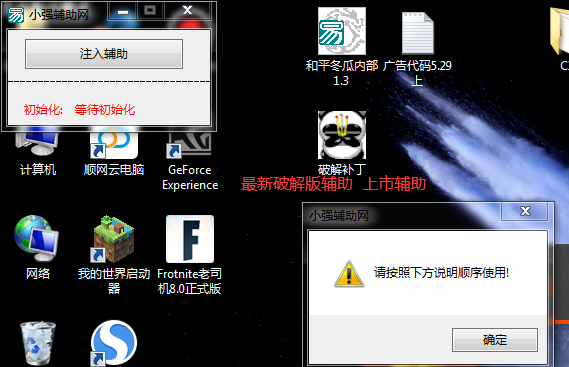 小强辅助网
注入辅助
初始化: 等待初始化
和平冬瓜内部
1.3
广告代码5.29
上
计算机
顺网云电脑
GeForce
Experience
破解补丁
最新破解版辅助 上市辅助
网络
我的世界启动
器
Frotnite老司
机8.0正式版
小强辅助网
请按照下方说明顺序使用!
确定